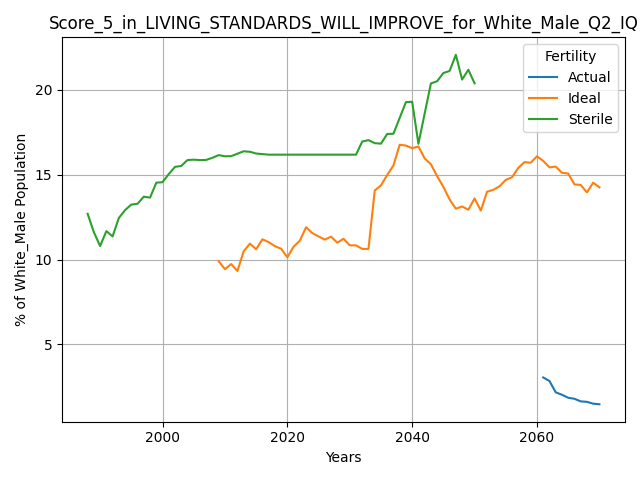 Score_5_in_LIVING_STANDARDS_WILL_IMPROVE_for_White_Male_Q2_IQ
Fertility
Actual
Ideal
Sterile
% of White_Male Population
20
15
10
5
2000
2020
2040
2060
Years